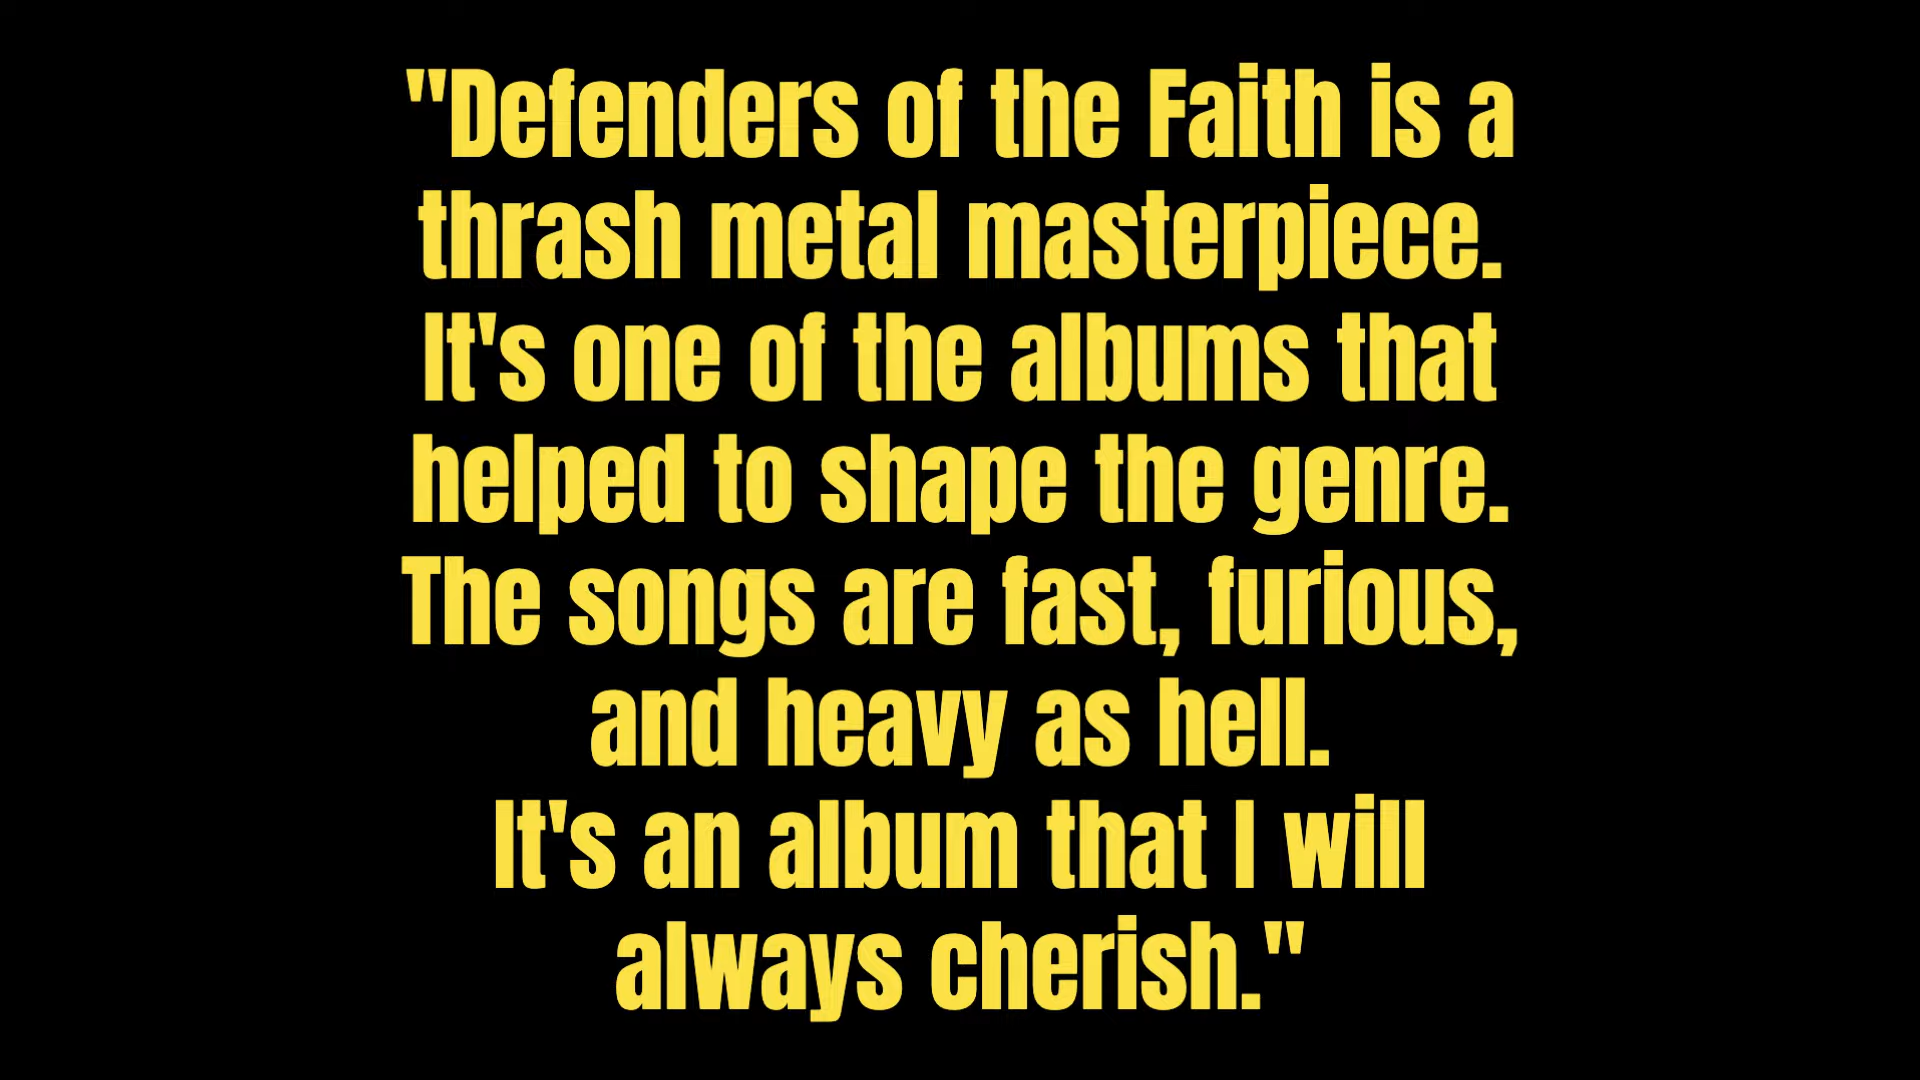 "Defenders of the Faith is a
thrash metal masterpiece.
It's one of the albums that
helped to shape the genre.
The songs are fast, furious,
and heavy as hell.
It's an album that I will
always cherish."